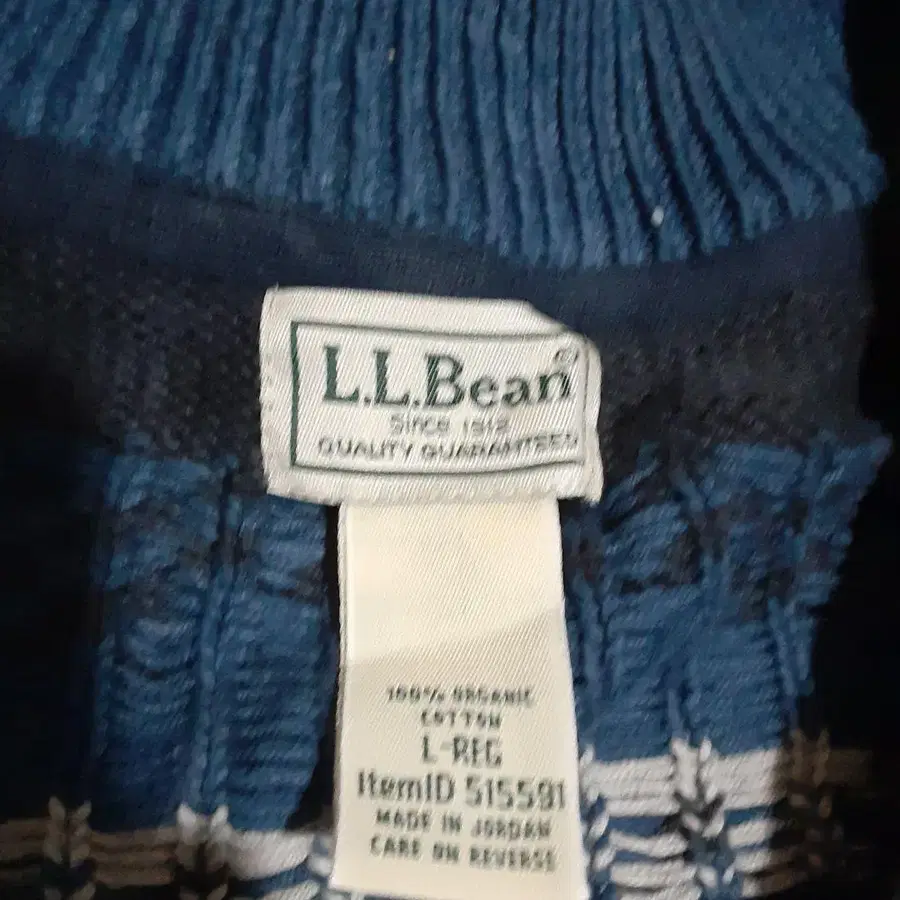 L.L.Bean®
Since 1912
QUALITY GUARANTEED
100% ORGANIC
COTTON
L-REG
ItemID 515591
MADE IN JORDAN
CARE ON REVERSE